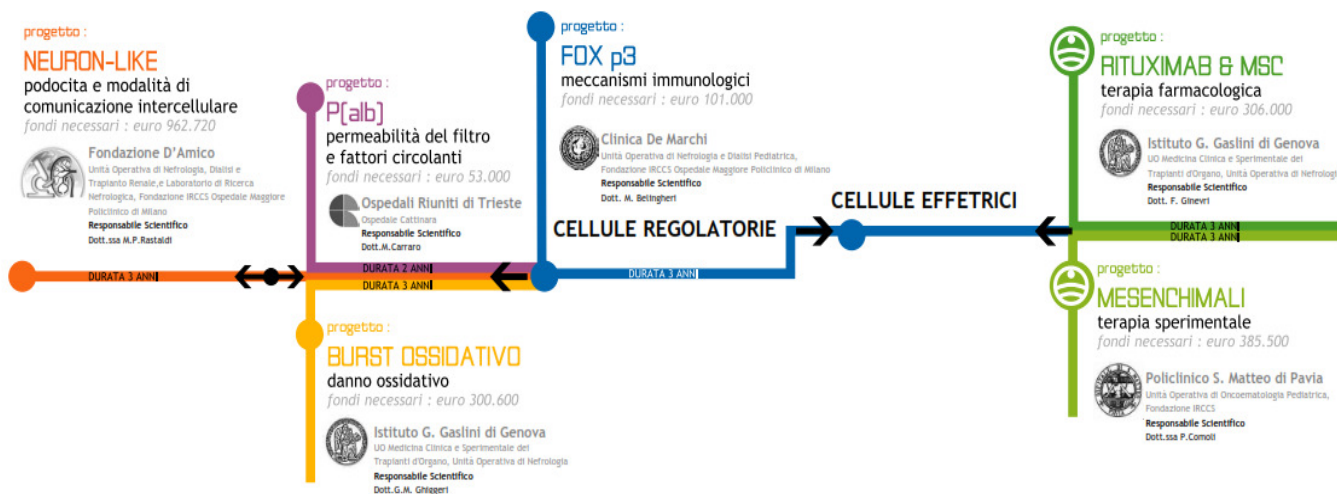 progetto :
NEURON-LIKE
podocita e modalità di
comunicazione intercellulare
fondi necessari : euro 962.720
Fondazione D'Amico
Unità Operativa di Nefrologia, Dialisi e
Trapianto Renale,e Laboratorio di Ricerca
Nefrologica, Fondazione IRCCS Ospedale Maggiore
Policlinico di Milano
Responsabile Scientifico
Dott.ssa M.P.Rastaldi
DURATA 3 ANNI
progetto :
P(alb)
permeabilità del filtro
e fattori circolanti
fondi necessari : euro 53.000
Ospedali Riuniti di Trieste
Ospedale Cattinara
Responsabile Scientifico
Dott.M.Carraro
DURATA 2 ANNI
DURATA 3 ANNI
progetto :
BURST OSSIDATIVO
danno ossidativo
fondi necessari : euro 300.600
Istituto G. Gaslini di Genova
UO Medicina Clinica e Sperimentale dei
Trapianti d'Organo, Unità Operativa di Nefrologia
Responsabile Scientifico
Dott.G.M. Ghiggeri
progetto :
FOX p3
meccanismi immunologici
fondi necessari : euro 101.000
Clinica De Marchi
Unità Operativa di Nefrologia e Dialisi Pediatrica,
Fondazione IRCCS Ospedale Maggiore Policlinico di Milano
Responsabile Scientifico
Dott. M. Belingheri
CELLULE REGOLATORIE
DURATA 3 ANNI
CELLULE EFFETRICI
progetto :
RITUXIMAB & MSC
terapia farmacologica
fondi necessari : euro 306.000
Istituto G. Gaslini di Genova
UO Medicina Clinica e Sperimentale dei
Trapianti d'Organo, Unità Operativa di Nefrologi
Responsabile Scientifico
Dott. F. Ginevri
DURATA 3 ANNI
DURATA 3 ANNI
progetto :
MESENCHIMALI
terapia sperimentale
fondi necessari : euro 385.500
Policlinico S. Matteo di Pavia
Unità Operativa di Oncoematologia Pediatrica,
Fondazione IRCCS
Responsabile Scientifico
Dott.ssa P.Comoli